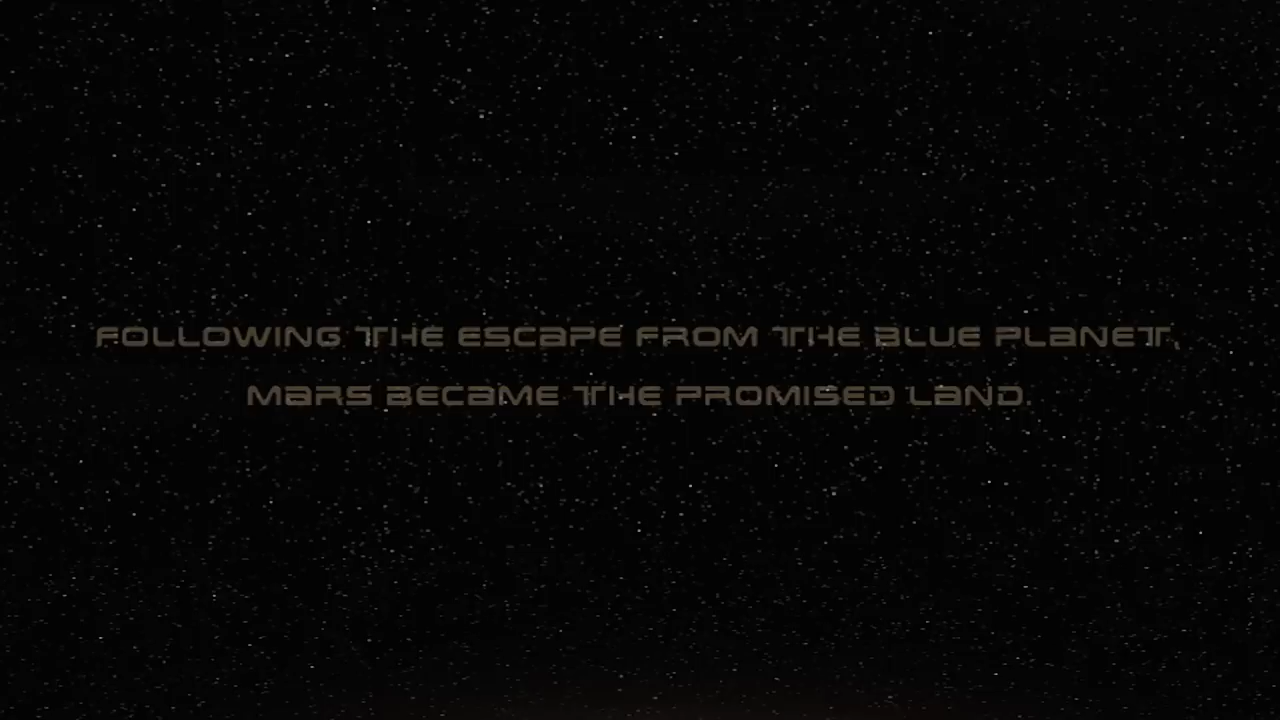 FOLLOWING THE ESCAPE FROM THE BLUE PLANET,
MARS BECAME THE PROMISED LAND.